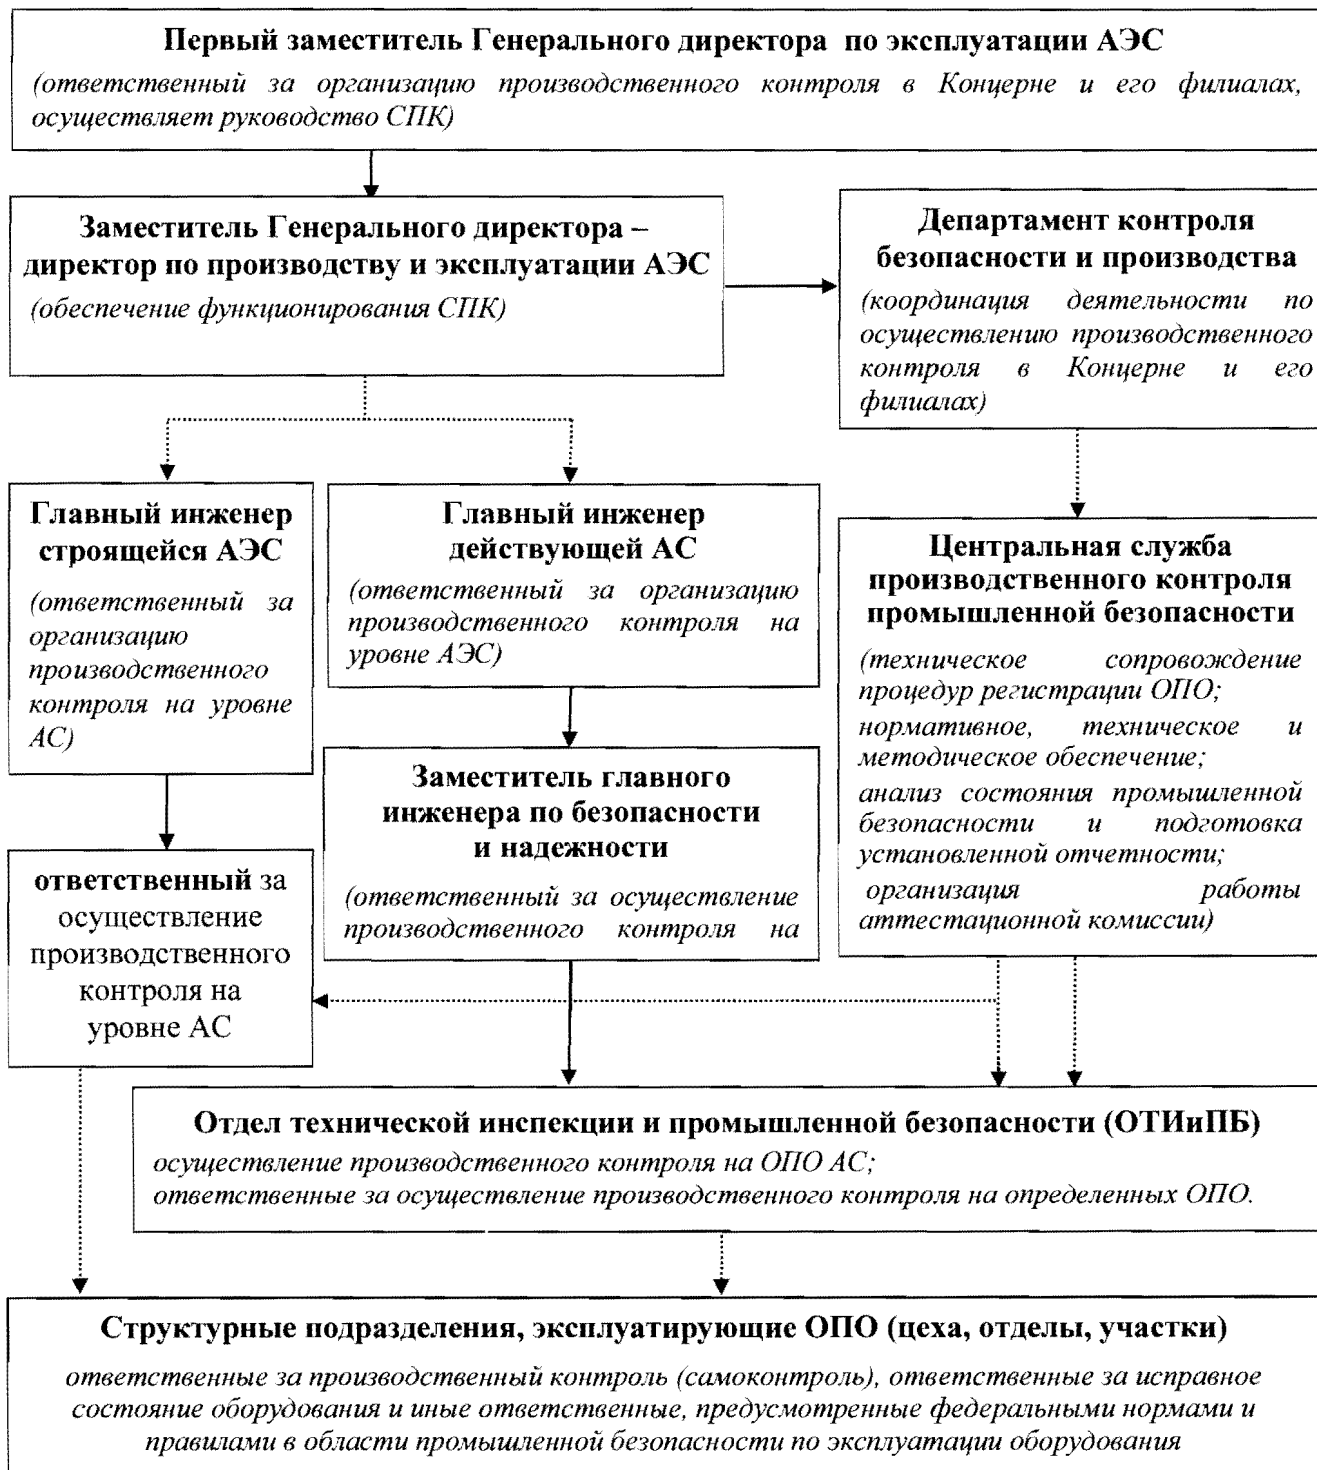 Первый заместитель Генерального директора по эксплуатации АЭС
(ответственный за организацию производственного контроля в Концерне и его филиалах,
осуществляет руководство СПК)
Заместитель Генерального директора –
директор по производству и эксплуатации АЭС
(обеспечение функционирования СПК)
Департамент контроля
безопасности и производства
(координация деятельности по
осуществлению производственного
контроля в Концерне и его
филиалах)
Главный инженер
строящейся АЭС
(ответственный за
организацию
производственного
контроля на уровне
АС)
Главный инженер
действующей АС
(ответственный за организацию
производственного контроля на
уровне АЭС)
Центральная служба
производственного контроля
промышленной безопасности
(техническое сопровождение
процедур регистрации ОПО;
нормативное, техническое и
методическое обеспечение;
анализ состояния промышленной
безопасности и подготовка
установленной отчетности;
организация работы
аттестационной комиссии)
Заместитель главного
инженера по безопасности
и надежности
(ответственный за осуществление
производственного контроля на
ответственный за
осуществление
производственного
контроля на
уровне АС
Отдел технической инспекции и промышленной безопасности (ОТИиПБ)
осуществление производственного контроля на ОПО АС;
ответственные за осуществление производственного контроля на определенных ОПО.
Структурные подразделения, эксплуатирующие ОПО (цеха, отделы, участки)
ответственные за производственный контроль (самоконтроль), ответственные за исправное
состояние оборудования и иные ответственные, предусмотренные федеральными нормами и
правилами в области промышленной безопасности по эксплуатации оборудования